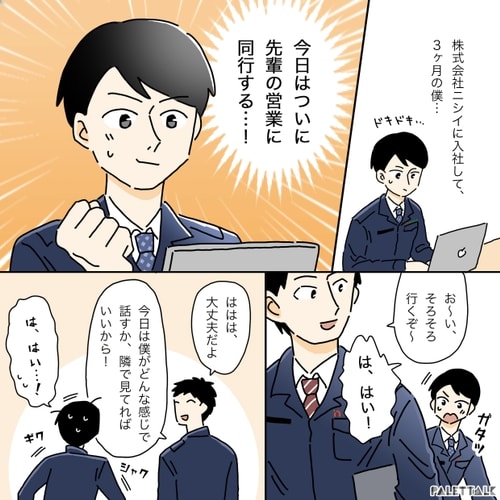 株式会社ニシイに入社して、
3ヶ月の僕…
ドキドキ…
今日はついに
先輩の営業に
同行する…！
お〜い、
そろそろ
行くぞ〜
は、はい！
ガタッ
ははは、
大丈夫だよ
今日は僕がどんな感じで
話すか、隣で見てれば
いいから！
は、はい…！
ギク
シャク
PALETTALK